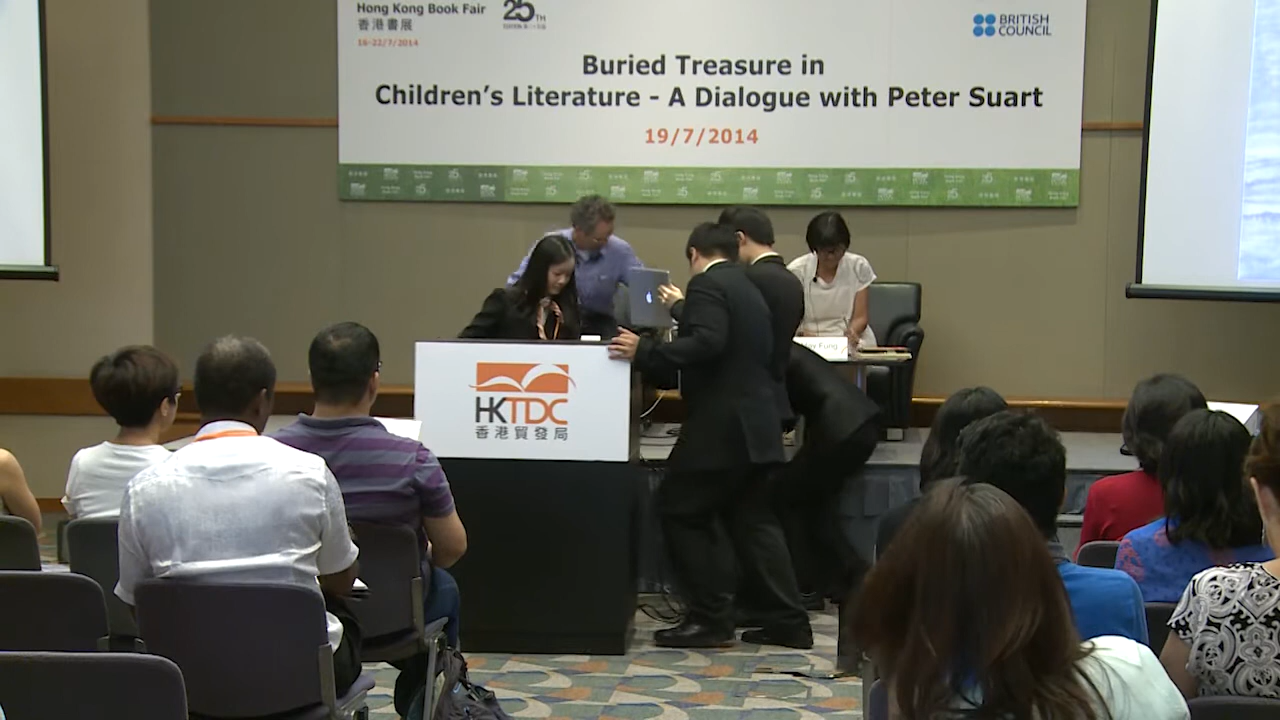 Hong Kong Book Fair
香港書展
16-22/7/2014
25TH
BRITISH
COUNCIL
Buried Treasure in
Children's Literature - A Dialogue with Peter Suart
19/7/2014
Fung
HKTDC
香港貿發局